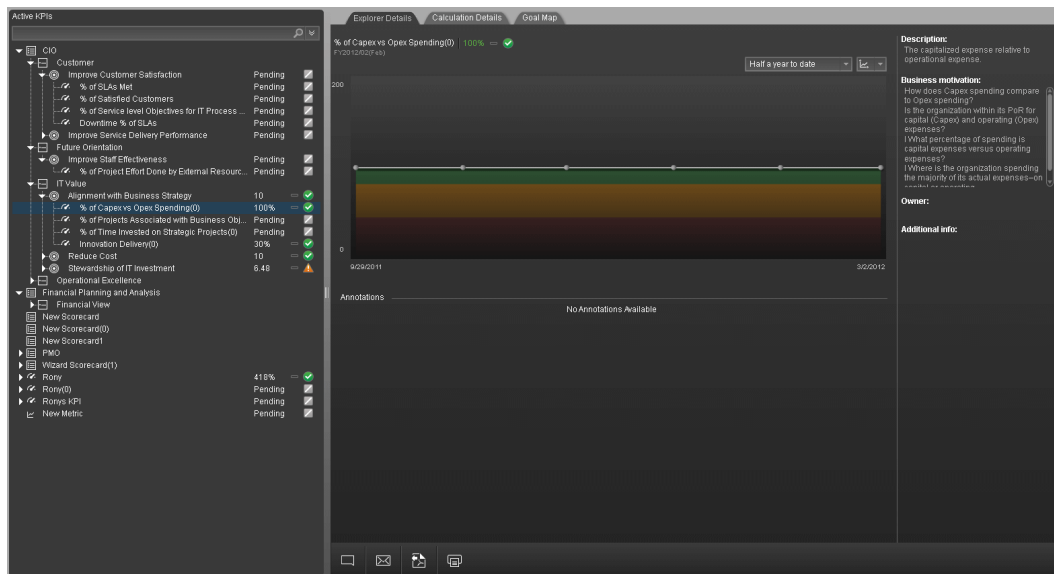 Active KPIs
CIO
Customer
Improve Customer Satisfaction Pending
% of SLAs Met Pending
% of Satisfied Customers Pending
% of Service level Objectives for IT Process ... Pending
Downtime % of SLAs Pending
Improve Service Delivery Performance Pending
Future Orientation
Improve Staff Effectiveness Pending
% of Project Effort Done by External Resourc... Pending
IT Value
Alignment with Business Strategy 10
% of Capex vs Opex Spending(0) 100%
% of Projects Associated with Business Obj... Pending
% of Time Invested on Strategic Projects(0) Pending
Innovation Delivery(0) 30%
Reduce Cost 10
Stewardship of IT Investment 6.48
Operational Excellence
Financial Planning and Analysis
Financial View
New Scorecard
New Scorecard(0)
New Scorecard1
PMO
Wizard Scorecard(1)
Rony 418%
Rony(0) Pending
Ronys KPI Pending
New Metric Pending
Explorer Details Calculation Details Goal Map
% of Capex vs Opex Spending(0) 100%
FY2012/02(Feb)
Half a year to date
200
0
9/29/2011 3/2/2012
Annotations
No Annotations Available
Description:
The capitalized expense relative to
operational expense.
Business motivation:
How does Capex spending compare
to Opex spending?
Is the organization within its PoR for
capital (Capex) and operating (Opex)
expenses?
I What percentage of spending is
capital expenses versus operating
expenses?
I Where is the organization spending
the majority of its actual expenses--on
capital or operating
Owner:
Additional info: